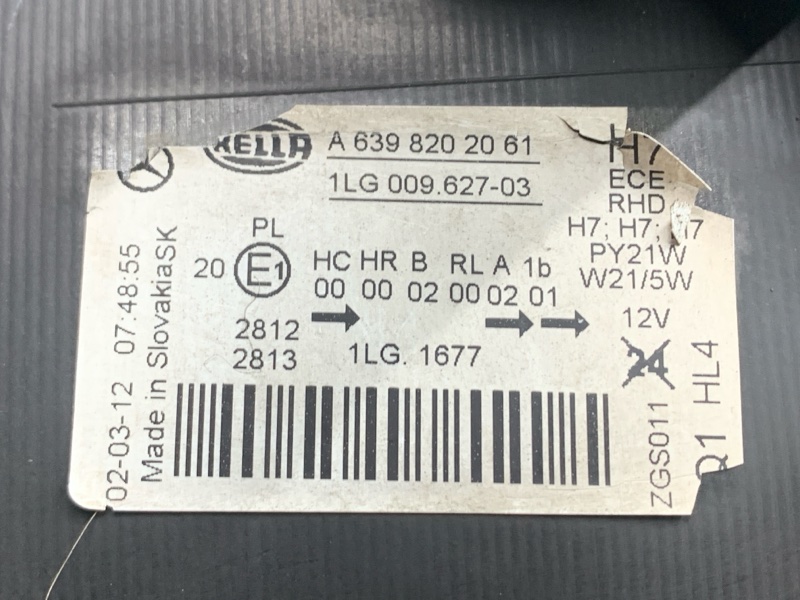 HELLA
A 639 820 20 61
1LG 009.627-03
H7
ECE
RHD
H7; H7; H7
PY21W
W21/5W
12V
PL
20 E1
HC HR B RL A 1b
00 00 02 00 02 01
2812
2813
1LG. 1677
24
02-03-12 07:48:55
Made in SlovakiaSK
ZGS011
Q1 HL4